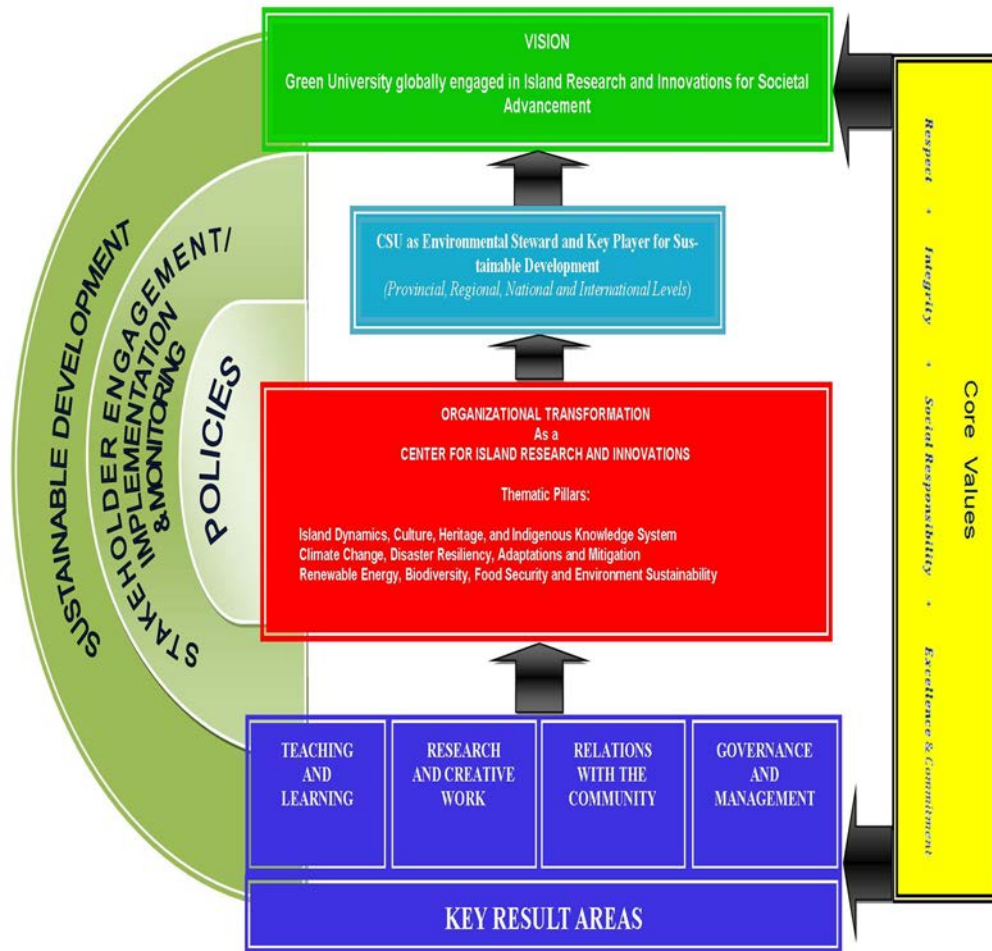 VISION
Green University globally engaged in Island Research and Innovations for Societal
Advancement
CSU as Environmental Steward and Key Player for Sus-
tainable Development
(Provincial, Regional, National and International Levels)
ORGANIZATIONAL TRANSFORMATION
As a
CENTER FOR ISLAND RESEARCH AND INNOVATIONS
Thematic Pillars:
Island Dynamics, Culture, Heritage, and Indigenous Knowledge System
Climate Change, Disaster Resiliency, Adaptations and Mitigation
Renewable Energy, Biodiversity, Food Security and Environment Sustainability
TEACHING
AND
LEARNING
RESEARCH
AND CREATIVE
WORK
RELATIONS
WITH THE
COMMUNITY
GOVERNANCE
AND
MANAGEMENT
KEY RESULT AREAS
SUSTAINABLE DEVELOPMENT
STAKEHOLDER ENGAGEMENT/
IMPLEMENTATION
& MONITORING
POLICIES
Core Values
Respect • Integrity • Social Responsibility • Excellence & Commitment